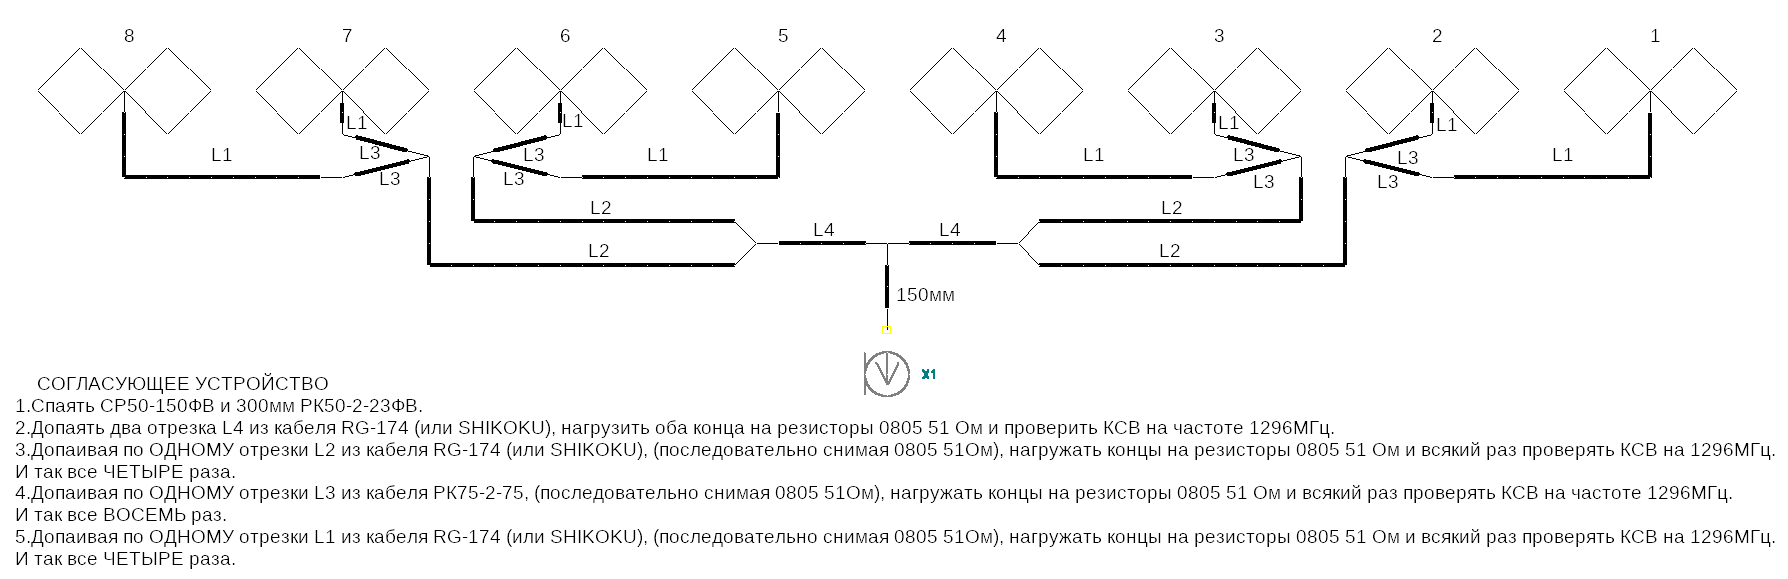 8 7 6 5 4 3 2 1
L1 L1 L1 L1
L1 L3 L3 L1 L1 L3 L3 L1
L3 L3 L3 L3
L2 L2
L4 L4
L2 L2
150мм
X1
СОГЛАСУЮЩЕЕ УСТРОЙСТВО
1.Спаять СР50-150ФВ и 300мм РК50-2-23ФВ.
2.Допаять два отрезка L4 из кабеля RG-174 (или SHIKOKU), нагрузить оба конца на резисторы 0805 51 Ом и проверить КСВ на частоте 1296МГц.
3.Допаивая по ОДНОМУ отрезки L2 из кабеля RG-174 (или SHIKOKU), (последовательно снимая 0805 51Ом), нагружать концы на резисторы 0805 51 Ом и всякий раз проверять КСВ на 1296МГц.
И так все ЧЕТЫРЕ раза.
4.Допаивая по ОДНОМУ отрезки L3 из кабеля РК75-2-75, (последовательно снимая 0805 51Ом), нагружать концы на резисторы 0805 51 Ом и всякий раз проверять КСВ на частоте 1296МГц.
И так все ВОСЕМЬ раз.
5.Допаивая по ОДНОМУ отрезки L1 из кабеля RG-174 (или SHIKOKU), (последовательно снимая 0805 51Ом), нагружать концы на резисторы 0805 51 Ом и всякий раз проверять КСВ на 1296МГц.
И так все ЧЕТЫРЕ раза.